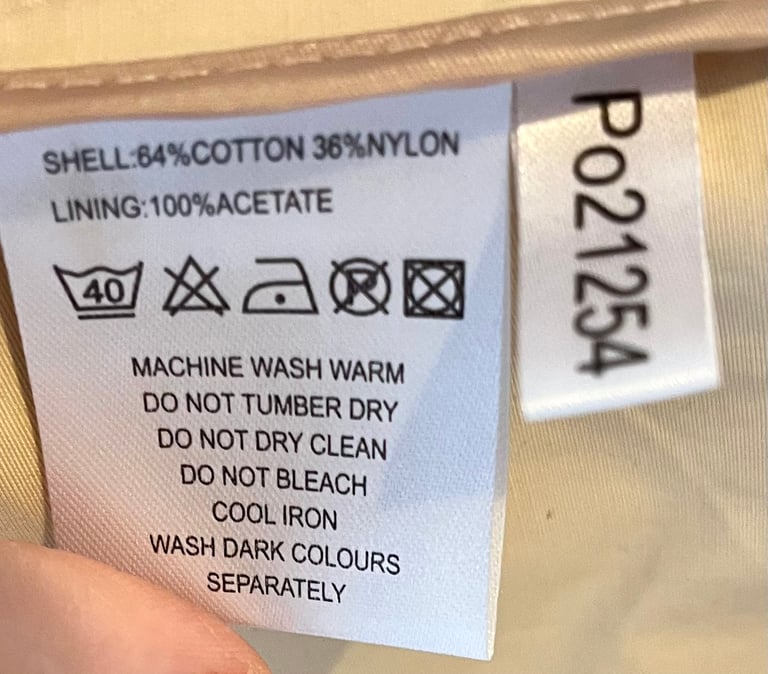 SHELL:64%COTTON 36%NYLON
LINING:100%ACETATE
40
P
MACHINE WASH WARM
DO NOT TUMBER DRY
DO NOT DRY CLEAN
DO NOT BLEACH
COOL IRON
WASH DARK COLOURS
SEPARATELY
Po21254